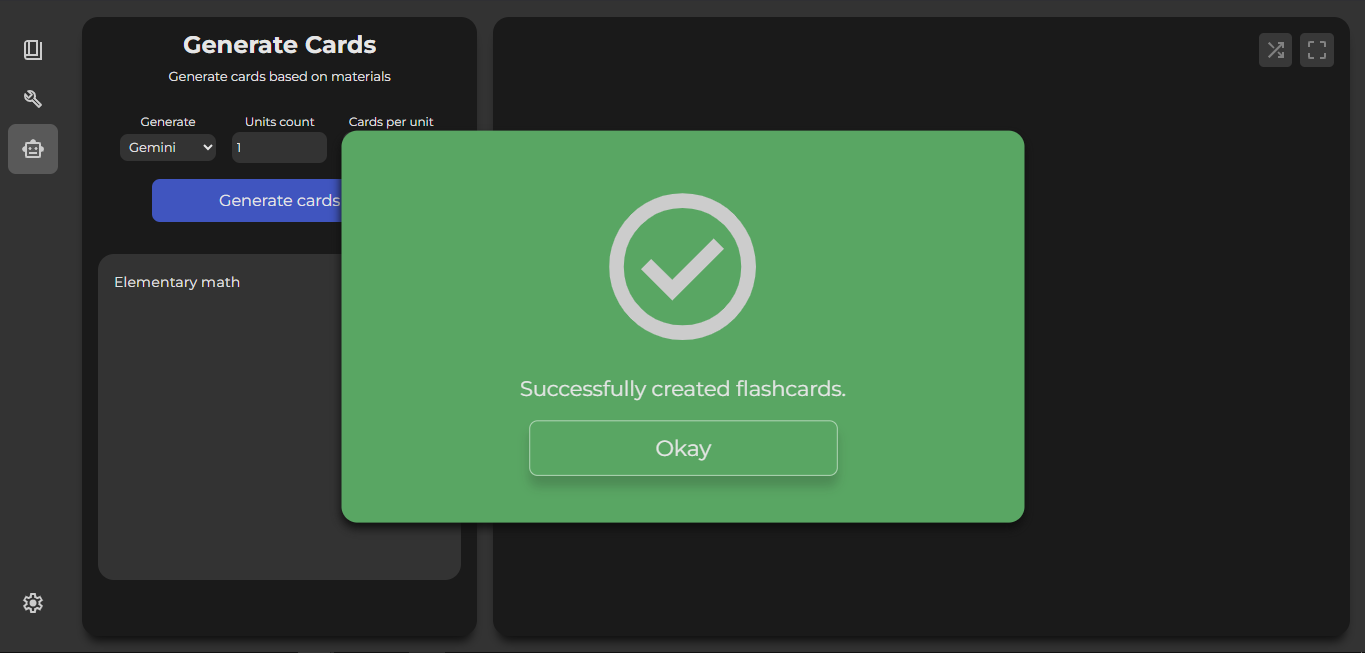 Generate Cards
Generate cards based on materials
Generate
Units count
Cards per unit
Gemini
1
Generate cards
Elementary math
Successfully created flashcards.
Okay